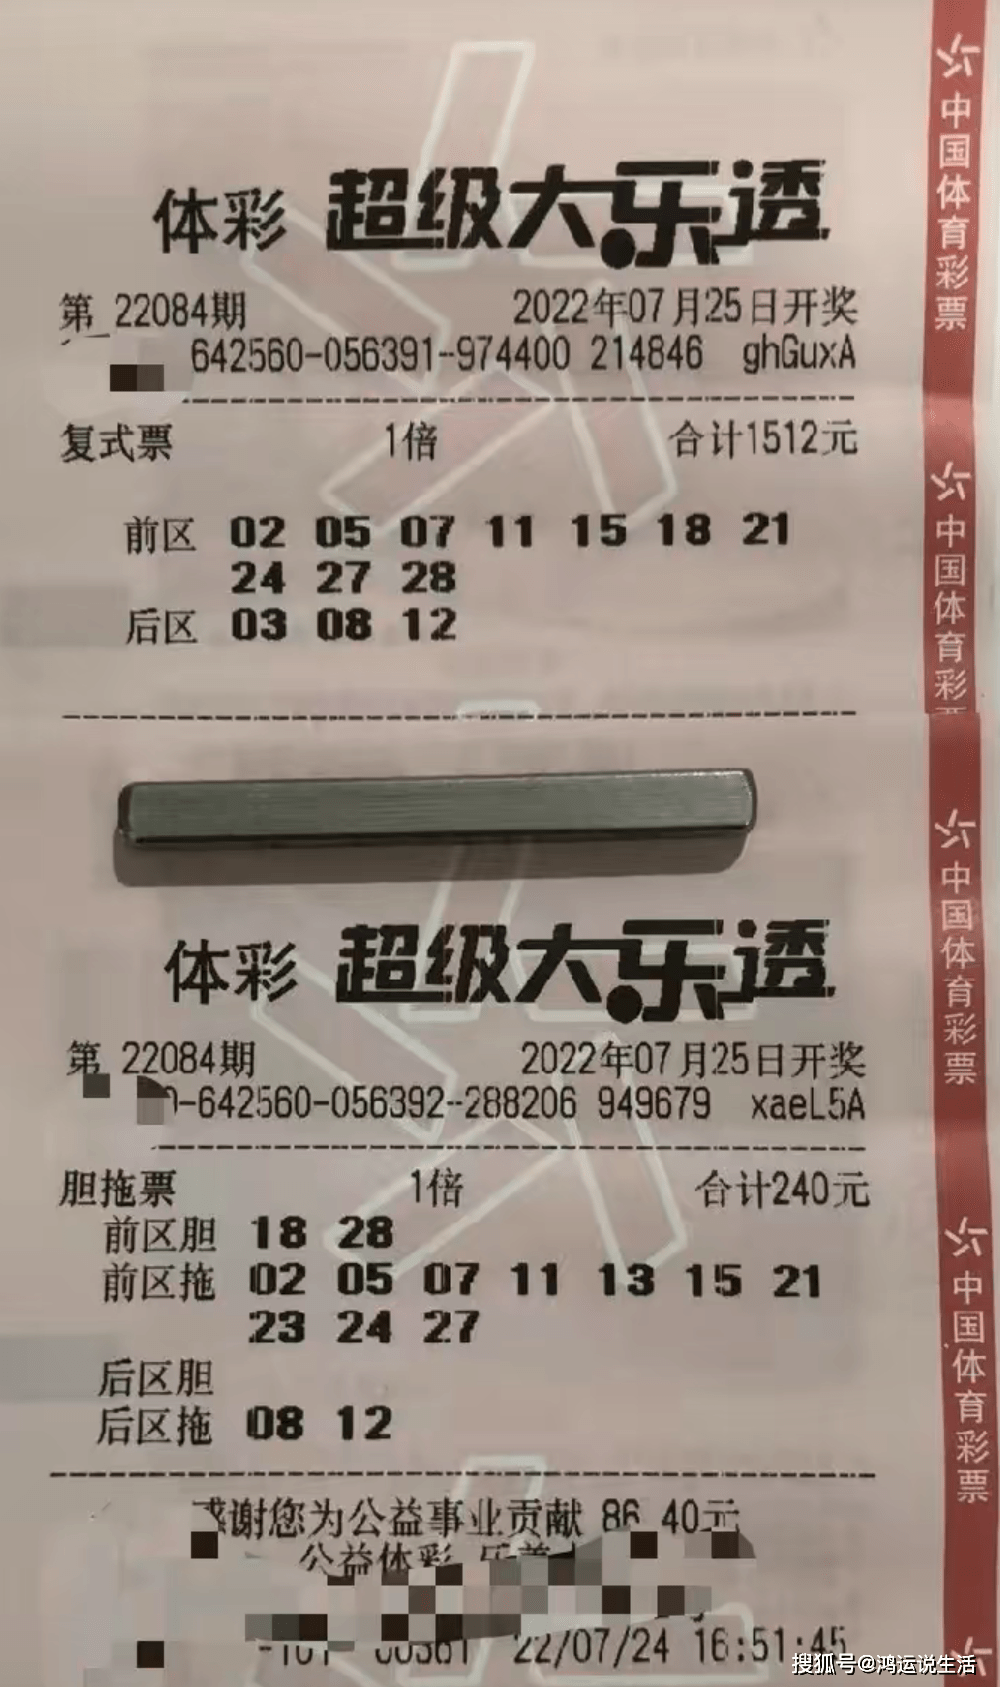 体彩 超级大乐透
第 22084期 2022年07月25日开奖
642560-056391-974400 214846 ghGuxA
复式票 1倍 合计1512元
前区 02 05 07 11 15 18 21
24 27 28
后区 03 08 12
体彩 超级大乐透
第 22084期 2022年07月25日开奖
-642560-056392-288206 949679 xaeL5A
胆拖票 1倍 合计240元
前区胆 18 28
前区拖 02 05 07 11 13 15 21
23 24 27
后区胆
后区拖 08 12
感谢您为公益事业贡献 86.40元
公益体彩
22/07/24 16:51:45
中国体育彩票
中国体育彩票
中国体育彩票
中国体育彩票
搜狐号@鸿运说生活